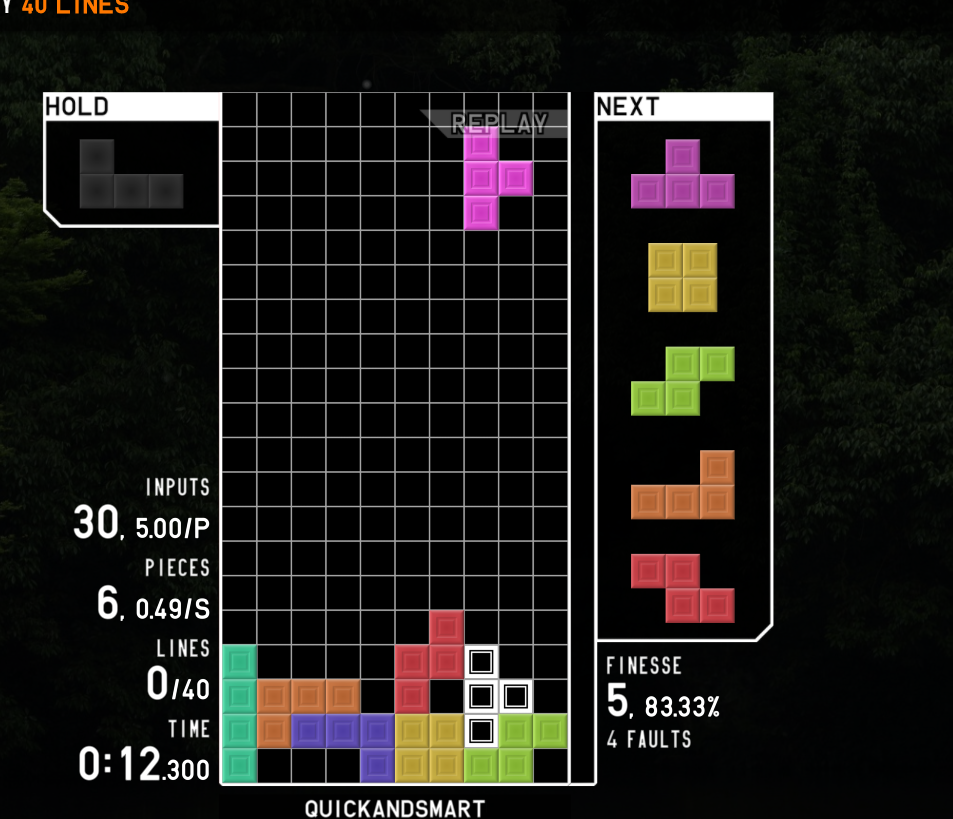 Y 40 LINES
HOLD
REPLAY
NEXT
INPUTS
30, 5.00/P
PIECES
6, 0.49/S
LINES
0/40
TIME
0:12.300
FINESSE
5, 83.33%
4 FAULTS
QUICKANDSMART